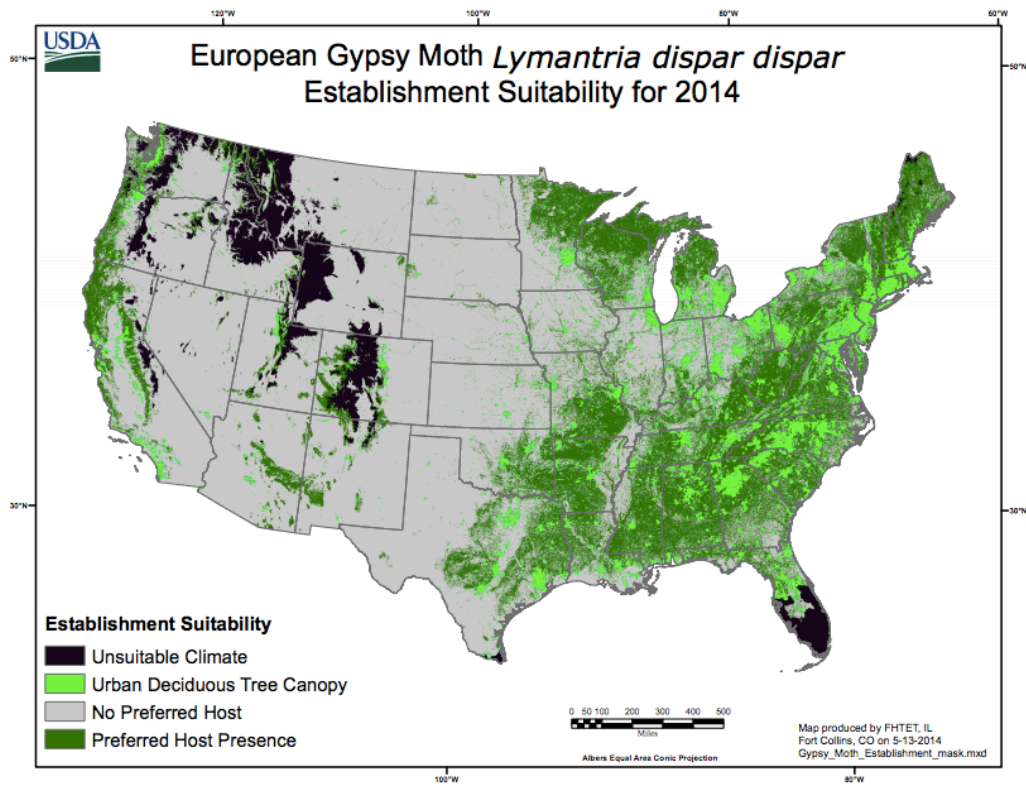 120°W
100°W
80°W
60°W
USDA
European Gypsy Moth Lymantria dispar dispar
Establishment Suitability for 2014
50°N
50°N
30°N
30°N
Establishment Suitability
Unsuitable Climate
Urban Deciduous Tree Canopy
No Preferred Host
Preferred Host Presence
0 50 100 200 300 400 500
Miles
Albers Equal Area Conic Projection
Map produced by FHTET, IL
Fort Collins, CO on 5-13-2014
Gypsy_Moth_Establishment_mask.mxd
100°W
80°W